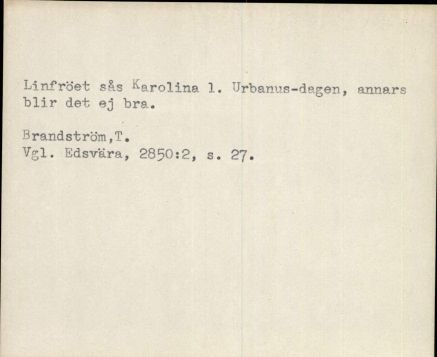 Linfröet sås Karolina l. Urbanus-dagen, annars
blir det ej bra.
Brandström,T.
Vgl. Edsvära, 2850:2, s. 27.